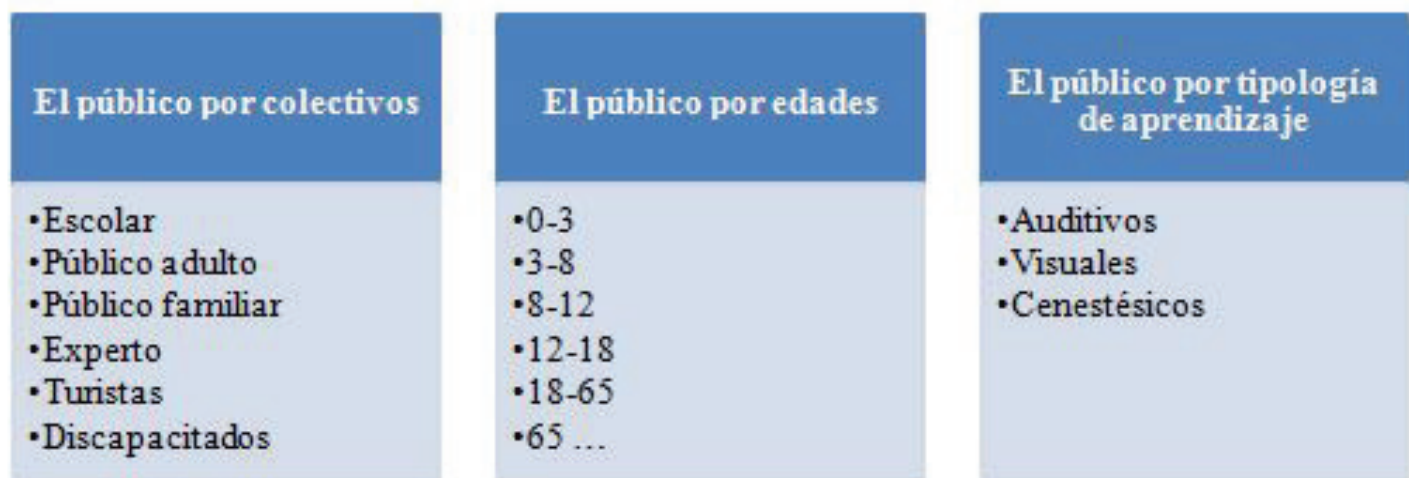 El público por colectivos
•Escolar
•Público adulto
•Público familiar
•Experto
•Turistas
•Discapacitados
El público por edades
•0-3
•3-8
•8-12
•12-18
•18-65
•65 ...
El público por tipología
de aprendizaje
•Auditivos
•Visuales
•Cenestésicos